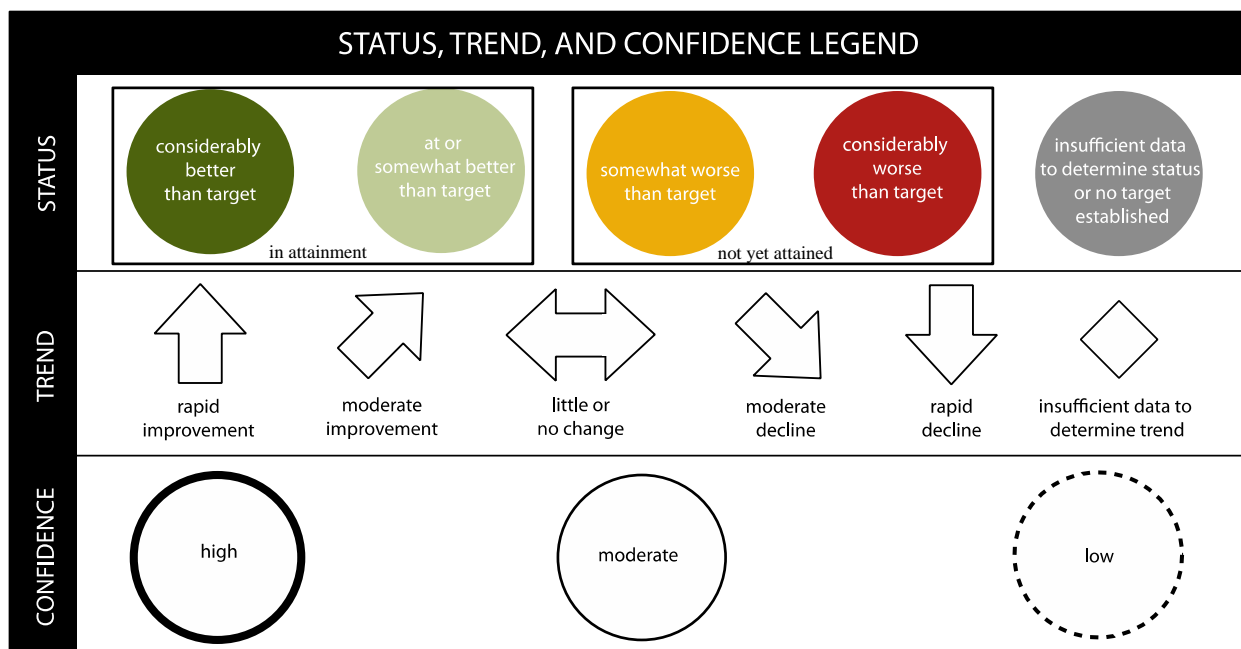 STATUS, TREND, AND CONFIDENCE LEGEND
STATUS
considerably
better
than target
at or
somewhat better
than target
in attainment
somewhat worse
than target
considerably
worse
than target
not yet attained
insufficient data
to determine status
or no target
established
TREND
rapid
improvement
moderate
improvement
little or
no change
moderate
decline
rapid
decline
insufficient data to
determine trend
CONFIDENCE
high
moderate
low